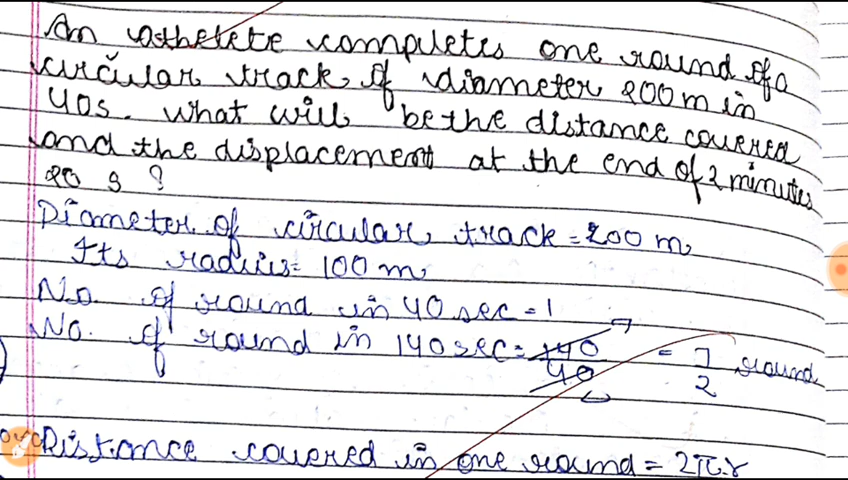 An athelete completes one round of a
circular track of diameter 200 m in
40s. What will be the distance covered
and the displacement at the end of 2 minutes
20 s ?
Diameter of circular track = 200 m
Its radius = 100 m
No. of round in 40 sec = 1
No. of round in 140 sec = 140/40 = 7/2 round
Distance covered in one round = 2πr